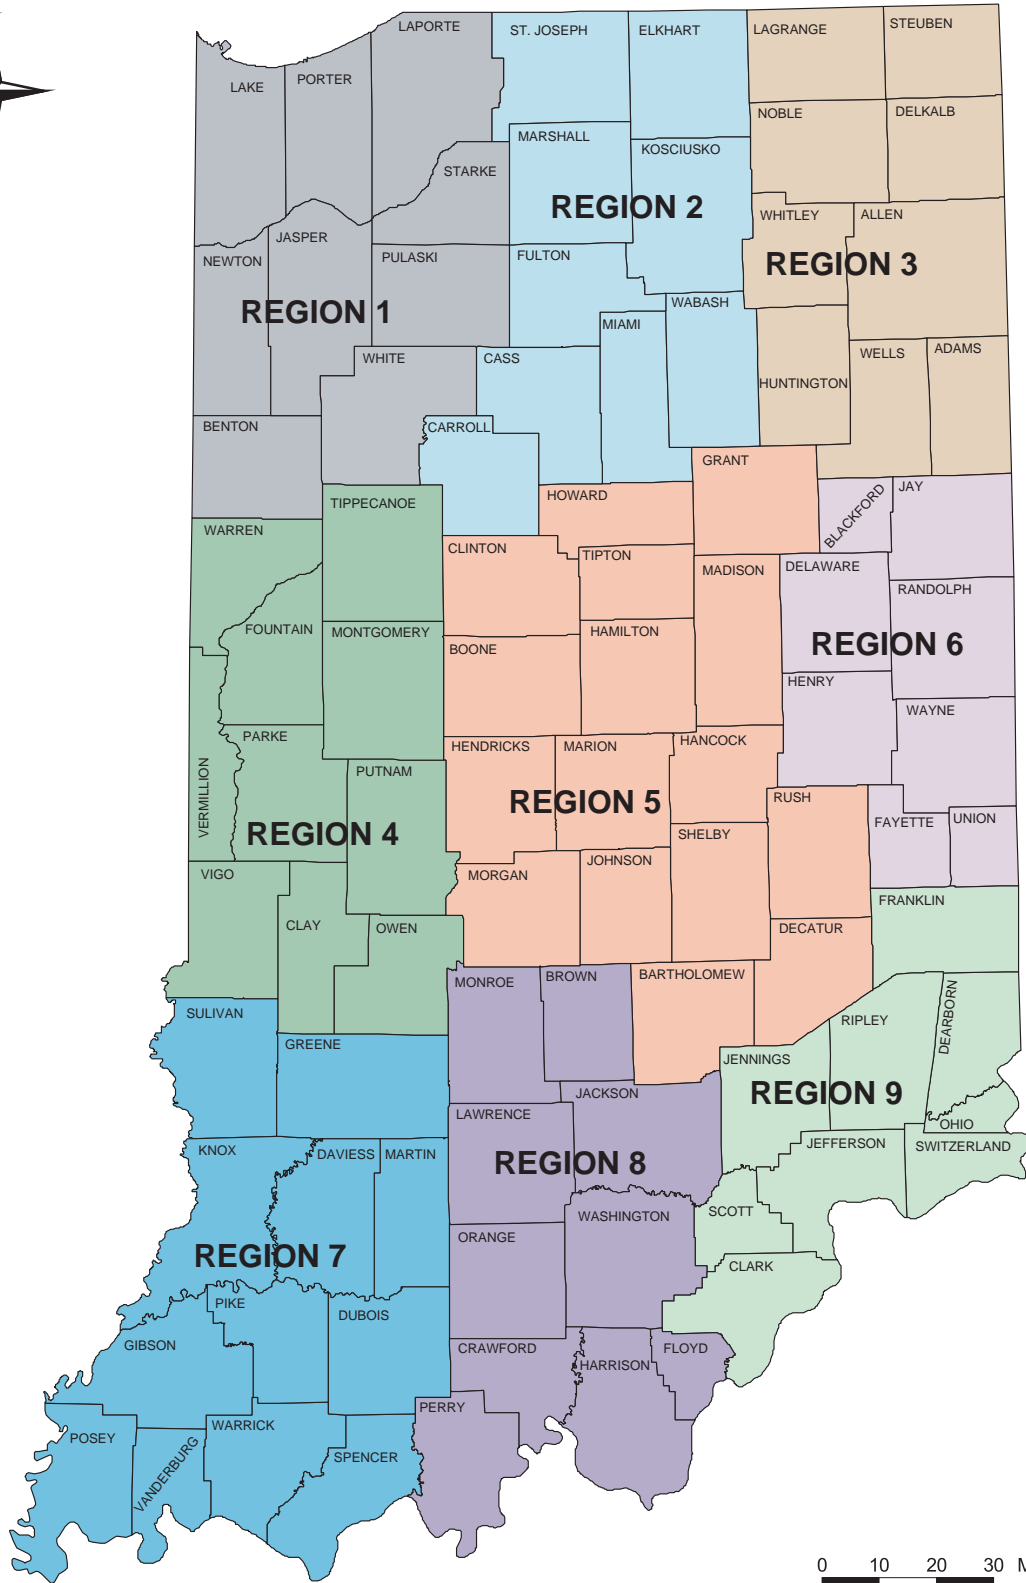 LAPORTE
ST. JOSEPH
ELKHART
LAGRANGE
STEUBEN
LAKE
PORTER
NOBLE
DELKALB
MARSHALL
KOSCIUSKO
STARKE
REGION 2
WHITLEY
ALLEN
JASPER
NEWTON
PULASKI
FULTON
REGION 3
REGION 1
WABASH
MIAMI
WHITE
CASS
WELLS
ADAMS
HUNTINGTON
BENTON
CARROLL
GRANT
TIPPECANOE
HOWARD
BLACKFORD
JAY
WARREN
CLINTON
TIPTON
MADISON
DELAWARE
RANDOLPH
FOUNTAIN
MONTGOMERY
BOONE
HAMILTON
REGION 6
HENRY
WAYNE
PARKE
HENDRICKS
MARION
HANCOCK
VERMILLION
PUTNAM
REGION 5
RUSH
REGION 4
SHELBY
FAYETTE
UNION
VIGO
MORGAN
JOHNSON
FRANKLIN
CLAY
OWEN
DECATUR
MONROE
BROWN
BARTHOLOMEW
SULIVAN
RIPLEY
DEARBORN
GREENE
JENNINGS
REGION 9
JACKSON
LAWRENCE
OHIO
KNOX
DAVIESS
MARTIN
REGION 8
JEFFERSON
SWITZERLAND
WASHINGTON
SCOTT
ORANGE
REGION 7
CLARK
PIKE
DUBOIS
GIBSON
CRAWFORD
HARRISON
FLOYD
PERRY
POSEY
VANDERBURG
WARRICK
SPENCER
0 10 20 30 M